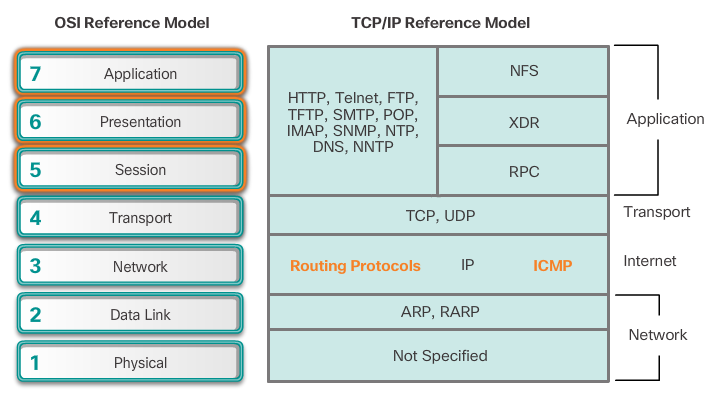 OSI Reference Model
TCP/IP Reference Model
7 Application
6 Presentation
5 Session
4 Transport
3 Network
2 Data Link
1 Physical
HTTP, Telnet, FTP,
TFTP, SMTP, POP,
IMAP, SNMP, NTP,
DNS, NNTP
NFS
XDR
RPC
Application
TCP, UDP
Transport
Routing Protocols IP ICMP
Internet
ARP, RARP
Not Specified
Network